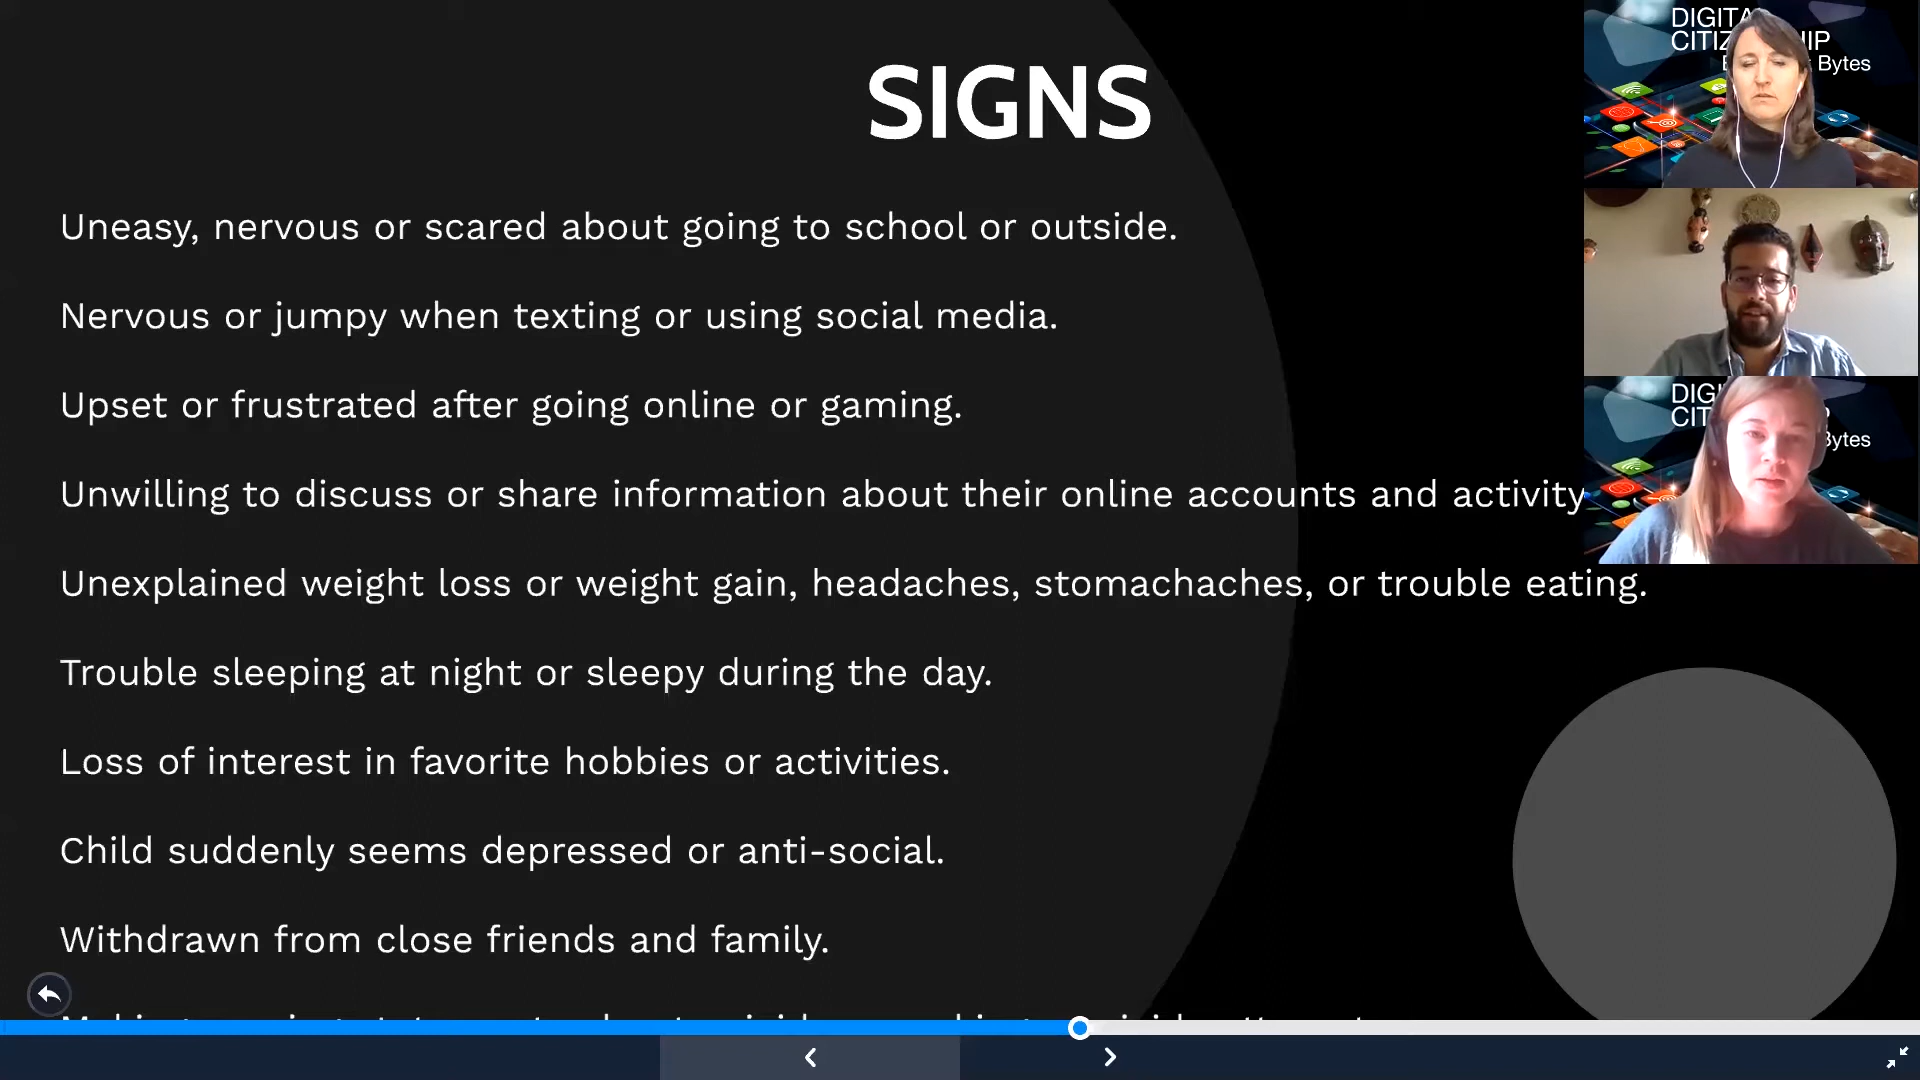 SIGNS
Uneasy, nervous or scared about going to school or outside.
Nervous or jumpy when texting or using social media.
Upset or frustrated after going online or gaming.
Unwilling to discuss or share information about their online accounts and activity
Unexplained weight loss or weight gain, headaches, stomachaches, or trouble eating.
Trouble sleeping at night or sleepy during the day.
Loss of interest in favorite hobbies or activities.
Child suddenly seems depressed or anti-social.
Withdrawn from close friends and family.
DIGITA
CITIZ HIP
Bytes
DIGI
CIT
Bytes